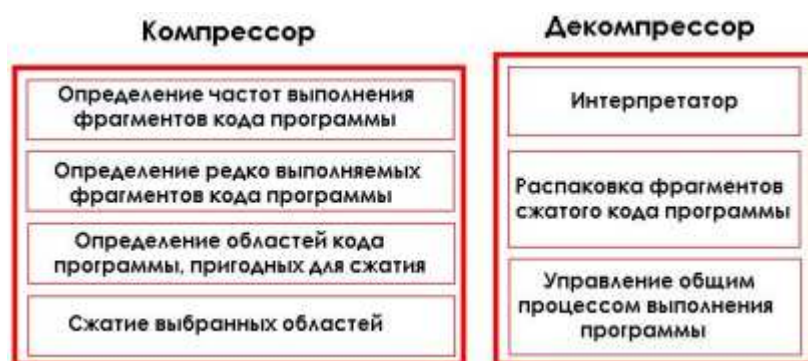 Компрессор
Определение частот выполнения
фрагментов кода программы
Определение редко выполняемых
фрагментов кода программы
Определение областей кода
программы, пригодных для сжатия
Сжатие выбранных областей
Декомпрессор
Интерпретатор
Распаковка фрагментов
сжатого кода программы
Управление общим
процессом выполнения
программы